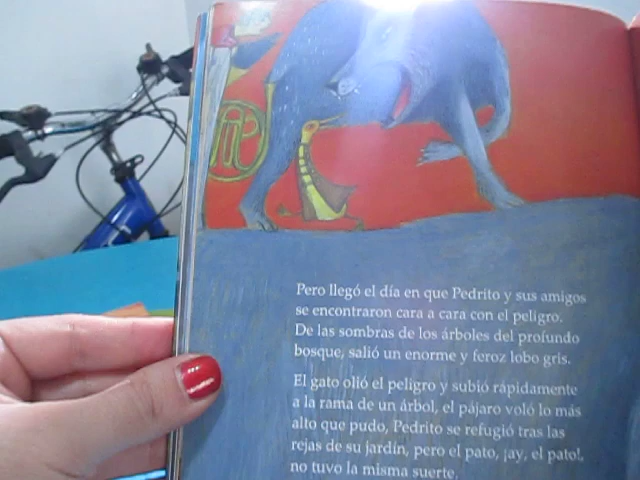 Pero llegó el día en que Pedrito y sus amigos
se encontraron cara a cara con el peligro.
De las sombras de los árboles del profundo
bosque, salió un enorme y feroz lobo gris.
El gato olió el peligro y subió rápidamente
a la rama de un árbol, el pájaro voló lo más
alto que pudo, Pedrito se refugió tras las
rejas de su jardín, pero el pato, ¡ay, el pato!,
no tuvo la misma suerte.